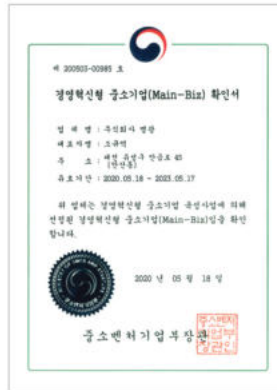 제 200503-00985 호
경영혁신형 중소기업(Main-Biz) 확인서
업 체 명 : 주식회사
대 표 자 명 :
주 소 : 대전 유성구
유 효 기 간 : 2020.05.18 ~ 2023.05.17
위 업체는 경영혁신형 중소기업 육성사업에 의해
선정된 경영혁신형 중소기업(Main-Biz)임을 확인
합니다.
2020 년 05 월 18 일
중소벤처기업부장관